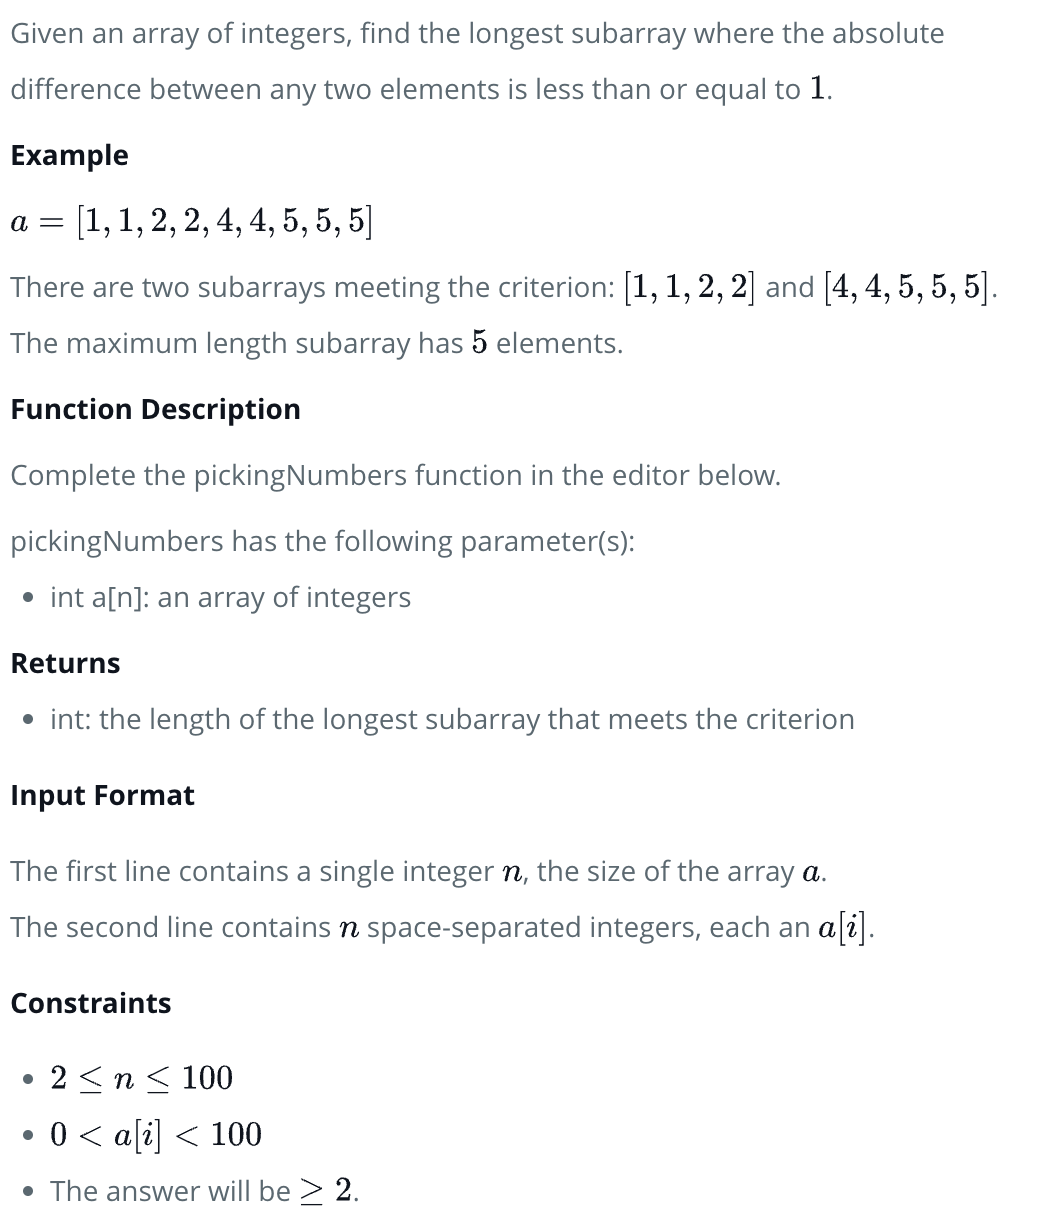 Given an array of integers, find the longest subarray where the absolute
difference between any two elements is less than or equal to 1.
Example
a = [1, 1, 2, 2, 4, 4, 5, 5, 5]
There are two subarrays meeting the criterion: [1, 1, 2, 2] and [4, 4, 5, 5, 5].
The maximum length subarray has 5 elements.
Function Description
Complete the pickingNumbers function in the editor below.
pickingNumbers has the following parameter(s):
• int a[n]: an array of integers
Returns
• int: the length of the longest subarray that meets the criterion
Input Format
The first line contains a single integer n, the size of the array a.
The second line contains n space-separated integers, each an a[i].
Constraints
• 2 ≤ n ≤ 100
• 0 < a[i] < 100
• The answer will be ≥ 2.